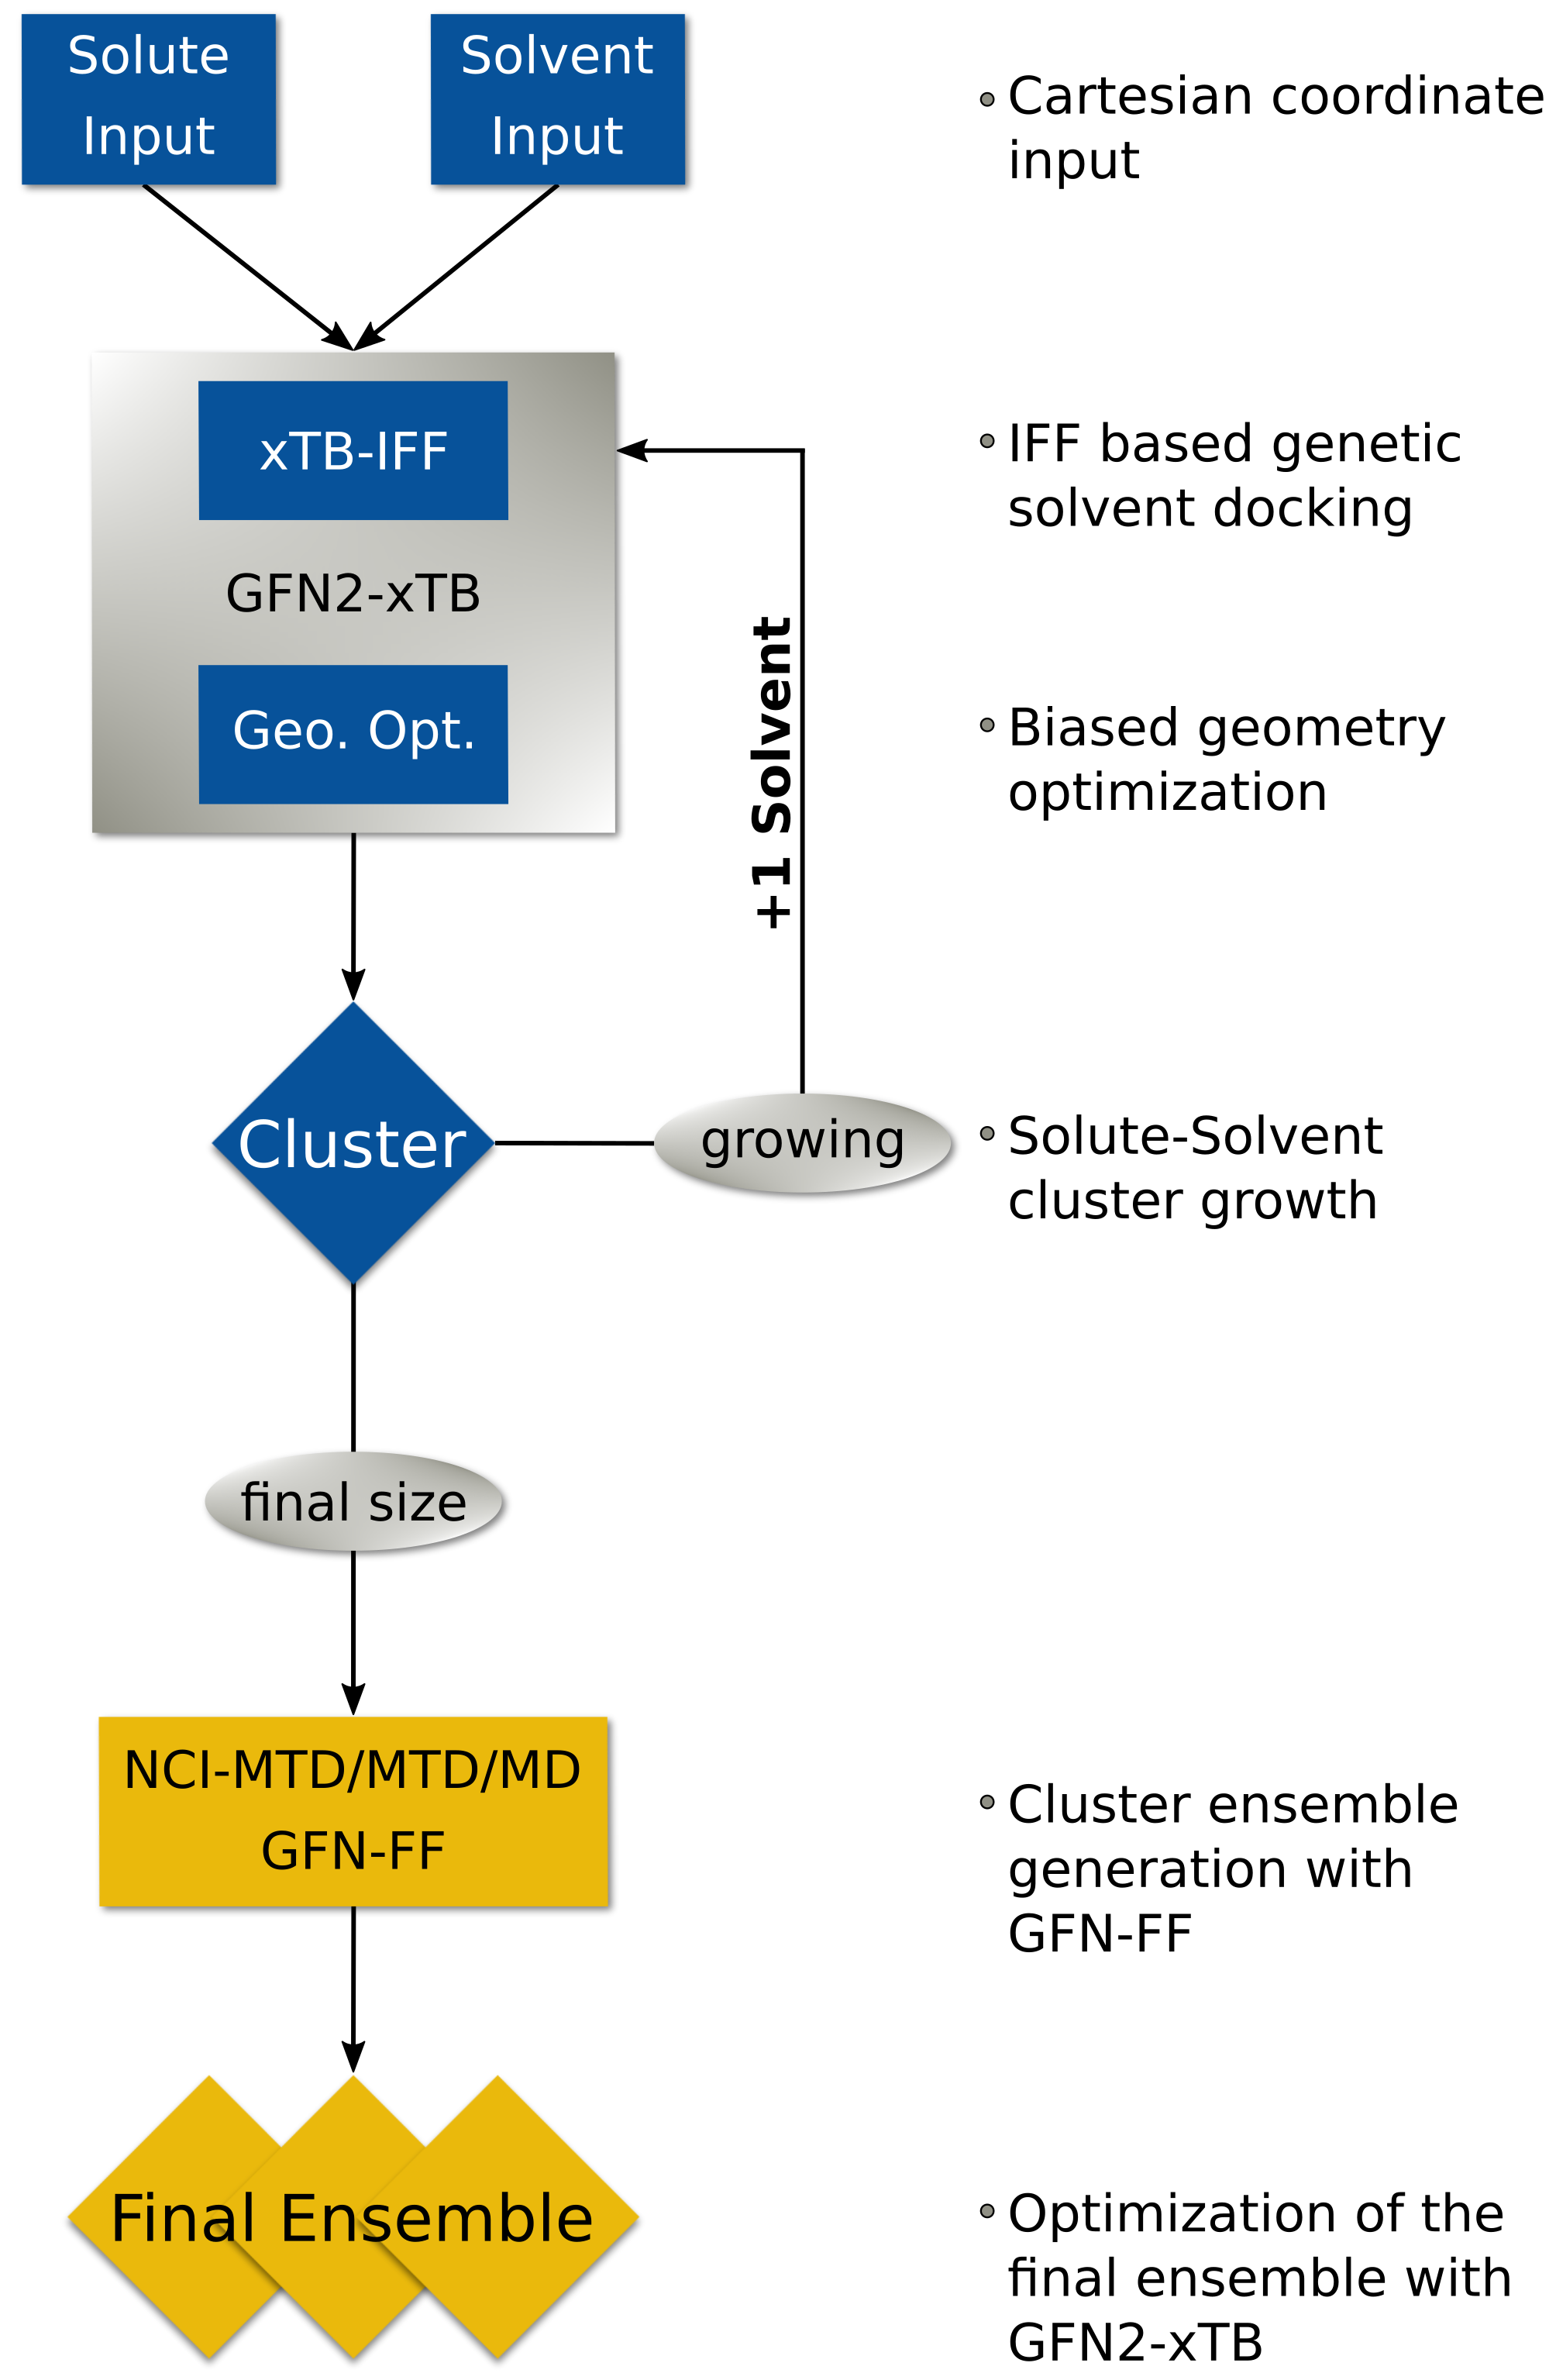 Solute
Input
Solvent
Input
• Cartesian coordinate
input
xTB-IFF
• IFF based genetic
solvent docking
GFN2-xTB
Geo. Opt.
• Biased geometry
optimization
+1 Solvent
Cluster
growing
• Solute-Solvent
cluster growth
final size
NCI-MTD/MTD/MD
GFN-FF
• Cluster ensemble
generation with
GFN-FF
Final Ensemble
• Optimization of the
final ensemble with
GFN2-xTB